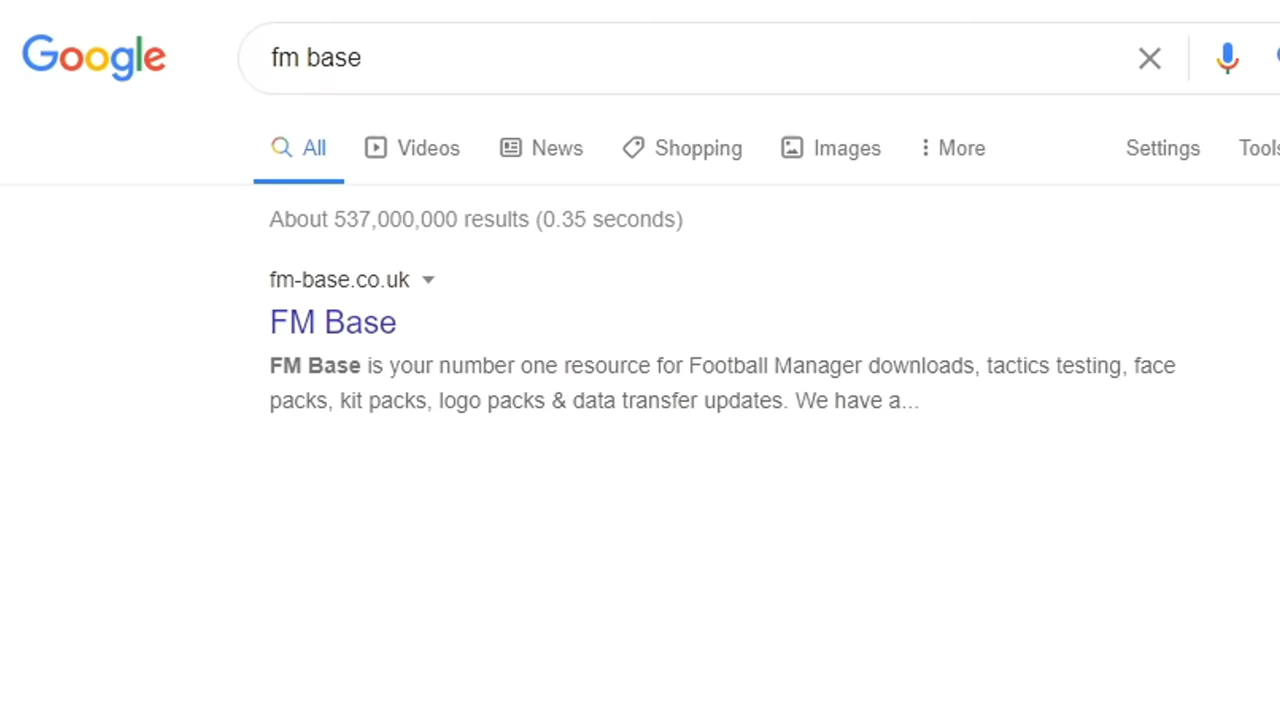 Google
fm base
All Videos News Shopping Images More Settings Tools
About 537,000,000 results (0.35 seconds)
fm-base.co.uk
FM Base
FM Base is your number one resource for Football Manager downloads, tactics testing, face
packs, kit packs, logo packs & data transfer updates. We have a...